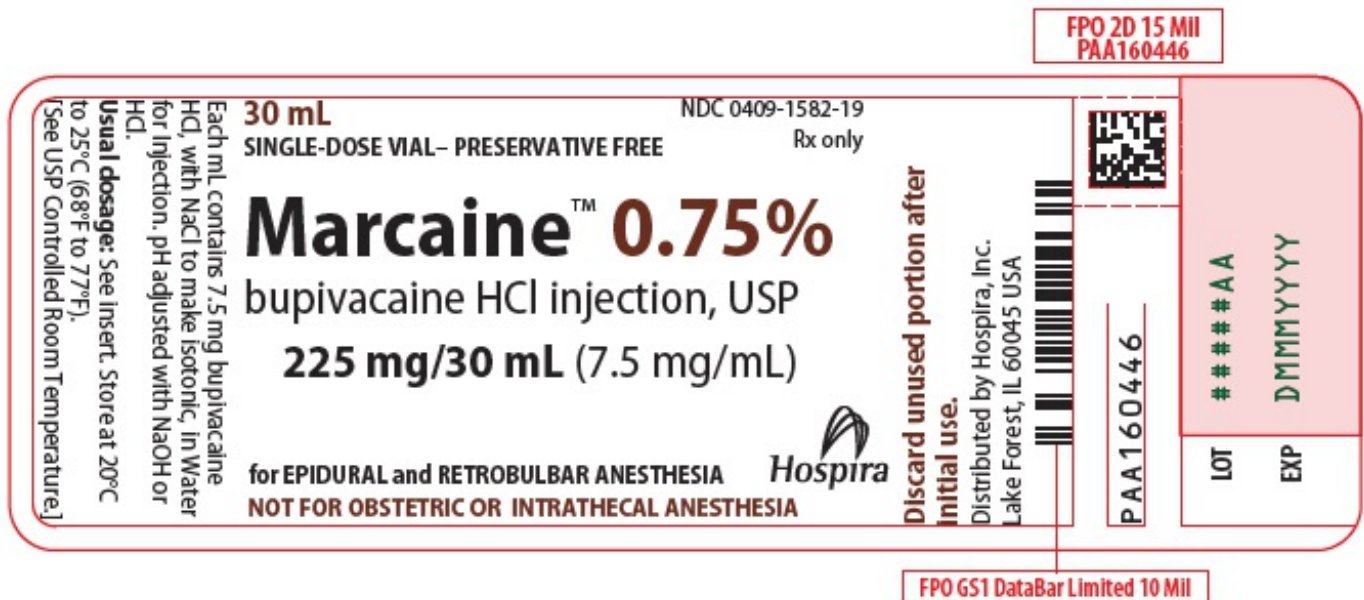 FPO 2D 15 Mil
PAA160446
Each mL contains 7.5 mg bupivacaine
HCl, with NaCl to make isotonic, in Water
for Injection. pH adjusted with NaOH or
HCl.
Usual dosage: See insert. Store at 20°C
to 25°C (68°F to 77°F).
[See USP Controlled Room Temperature.]
30 mL
SINGLE-DOSE VIAL– PRESERVATIVE FREE
NDC 0409-1582-19
Rx only
Marcaine™ 0.75%
bupivacaine HCl injection, USP
225 mg/30 mL (7.5 mg/mL)
for EPIDURAL and RETROBULBAR ANESTHESIA
NOT FOR OBSTETRIC OR INTRATHECAL ANESTHESIA
Hospira
Discard unused portion after
initial use.
Distributed by Hospira, Inc.
Lake Forest, IL 60045 USA
PAA160446
LOT #####AA
EXP DMMMYYYY
FPO GS1 DataBar Limited 10 Mil